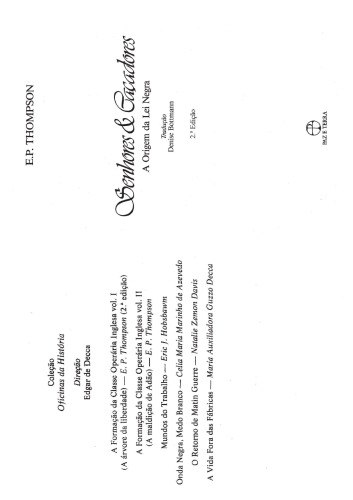 Coleção
Oficinas da História
Direção
Edgar de Decca
A Formação da Classe Operária Inglesa vol. I
(A árvore da liberdade) — E. P. Thompson (2.ª edição)
A Formação da Classe Operária Inglesa vol. II
(A maldição de Adão) — E. P. Thompson
Mundos do Trabalho — Eric J. Hobsbawm
Onda Negra, Medo Branco — Celia Maria Marinho de Azevedo
O Retorno de Matin Guerre — Natalie Zemon Davis
A Vida Fora das Fábricas — Maria Auxiliadora Guzzo Decca
E.P. THOMPSON
Senhores & Caçadores
A Origem da Lei Negra
Tradução
Denise Bottmann
2.ª Edição
PAZ E TERRA